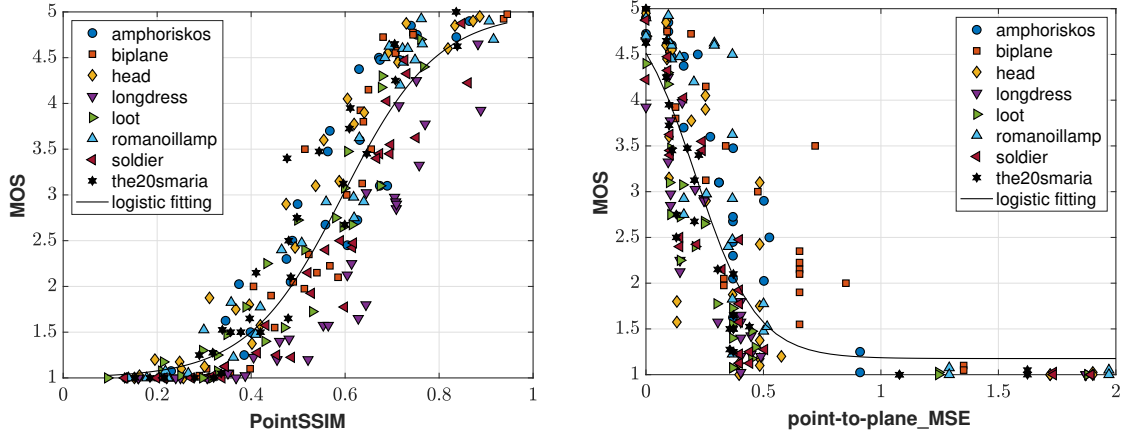 5
4.5
4
3.5
3
2.5
2
1.5
1
MOS
amphoriskos
biplane
head
longdress
loot
romanoillamp
soldier
the20smaria
logistic fitting
0
0.2
0.4
0.6
0.8
1
PointSSIM
5
4.5
4
3.5
3
2.5
2
1.5
1
MOS
amphoriskos
biplane
head
longdress
loot
romanoillamp
soldier
the20smaria
logistic fitting
0
0.5
1
1.5
2
point-to-plane_MSE